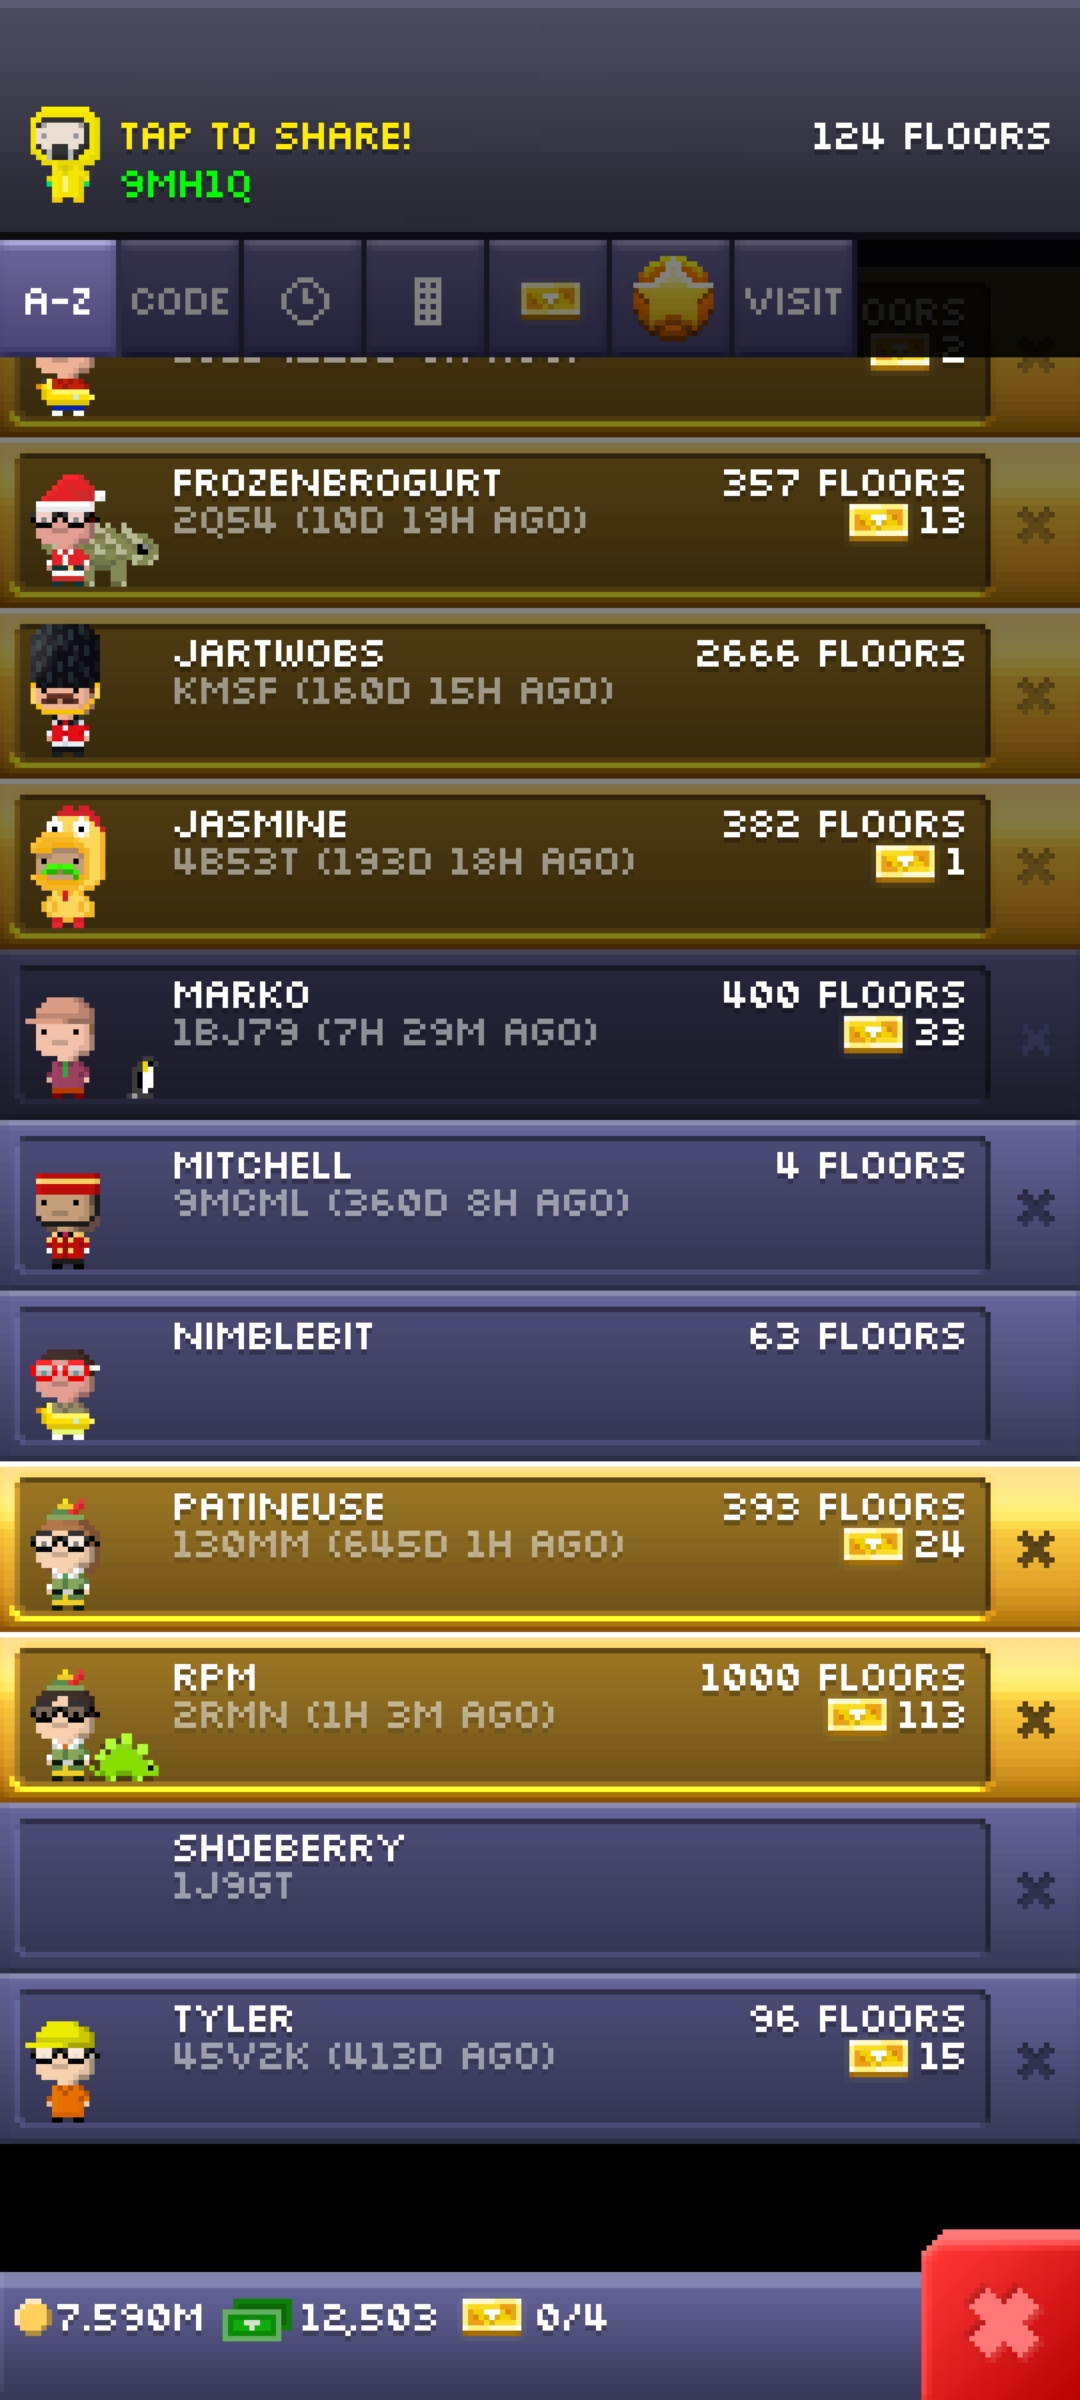 TAP TO SHARE!
124 FLOORS
9MH1Q
A-Z CODE VISIT
2
FROZENBROGURT 357 FLOORS
2Q54 (10D 19H AGO) 13
JARTWOBS 2666 FLOORS
KMSF (160D 15H AGO)
JASMINE 382 FLOORS
4B53T (193D 18H AGO) 1
MARKO 400 FLOORS
1BJ79 (7H 29M AGO) 33
MITCHELL 4 FLOORS
9MCML (360D 8H AGO)
NIMBLEBIT 63 FLOORS
PATINEUSE 393 FLOORS
130MM (645D 1H AGO) 24
RPM 1000 FLOORS
2RMN (1H 3M AGO) 113
SHOEBERRY
1J9GT
TYLER 96 FLOORS
45V2K (413D AGO) 15
7.590M 12,503 0/4